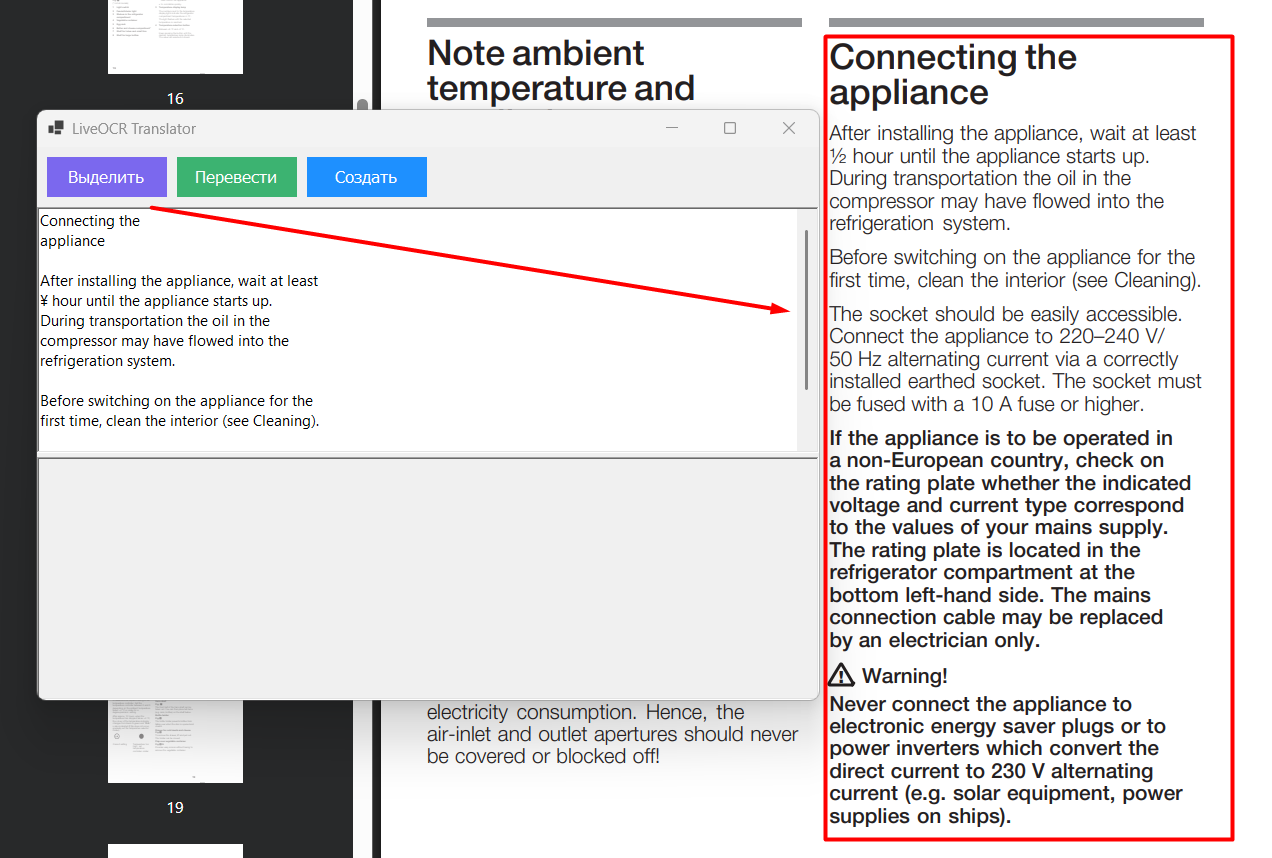 16
19
Note ambient
temperature and
LiveOCR Translator
Выделить
Перевести
Создать
Connecting the
appliance
After installing the appliance, wait at least
¥ hour until the appliance starts up.
During transportation the oil in the
compressor may have flowed into the
refrigeration system.
Before switching on the appliance for the
first time, clean the interior (see Cleaning).
electricity consumption. Hence, the
air-inlet and outlet apertures should never
be covered or blocked off!
Connecting the
appliance
After installing the appliance, wait at least
½ hour until the appliance starts up.
During transportation the oil in the
compressor may have flowed into the
refrigeration system.
Before switching on the appliance for the
first time, clean the interior (see Cleaning).
The socket should be easily accessible.
Connect the appliance to 220–240 V/
50 Hz alternating current via a correctly
installed earthed socket. The socket must
be fused with a 10 A fuse or higher.
If the appliance is to be operated in
a non-European country, check on
the rating plate whether the indicated
voltage and current type correspond
to the values of your mains supply.
The rating plate is located in the
refrigerator compartment at the
bottom left-hand side. The mains
connection cable may be replaced
by an electrician only.
Warning!
Never connect the appliance to
electronic energy saver plugs or to
power inverters which convert the
direct current to 230 V alternating
current (e.g. solar equipment, power
supplies on ships).